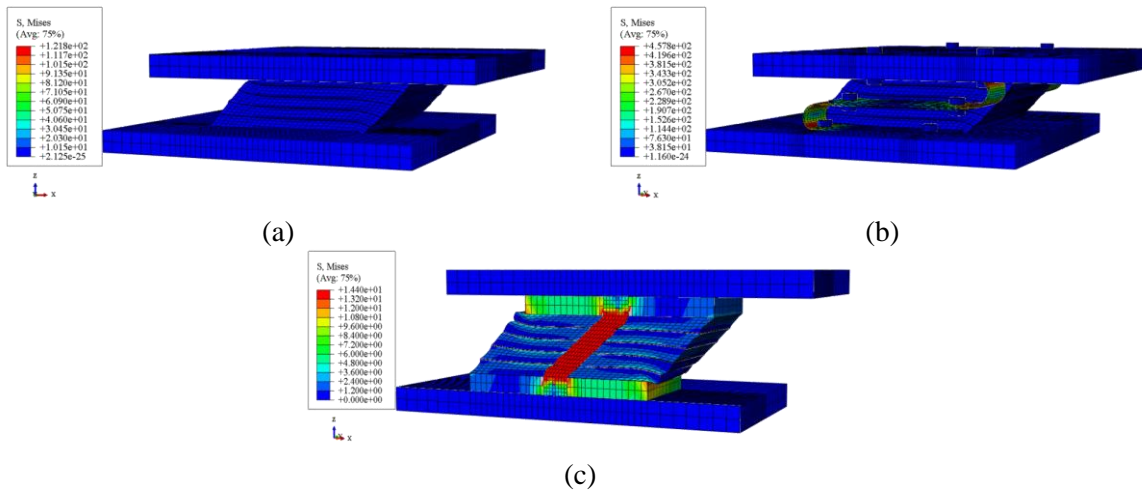 S, Mises
(Avg: 75%)
+1.218e+02
+1.117e+02
+1.015e+02
+9.135e+01
+8.120e+01
+7.105e+01
+6.090e+01
+5.075e+01
+4.060e+01
+3.045e+01
+2.030e+01
+1.015e+01
+2.125e-25
z
x
(a)
S, Mises
(Avg: 75%)
+4.578e+02
+4.196e+02
+3.815e+02
+3.433e+02
+3.052e+02
+2.670e+02
+2.289e+02
+1.907e+02
+1.526e+02
+1.144e+02
+7.630e+01
+3.815e+01
+1.160e-24
z
x
(b)
S, Mises
(Avg: 75%)
+1.440e+01
+1.320e+01
+1.200e+01
+1.080e+01
+9.600e+00
+8.400e+00
+7.200e+00
+6.000e+00
+4.800e+00
+3.600e+00
+2.400e+00
+1.200e+00
+0.000e+00
z
x
(c)